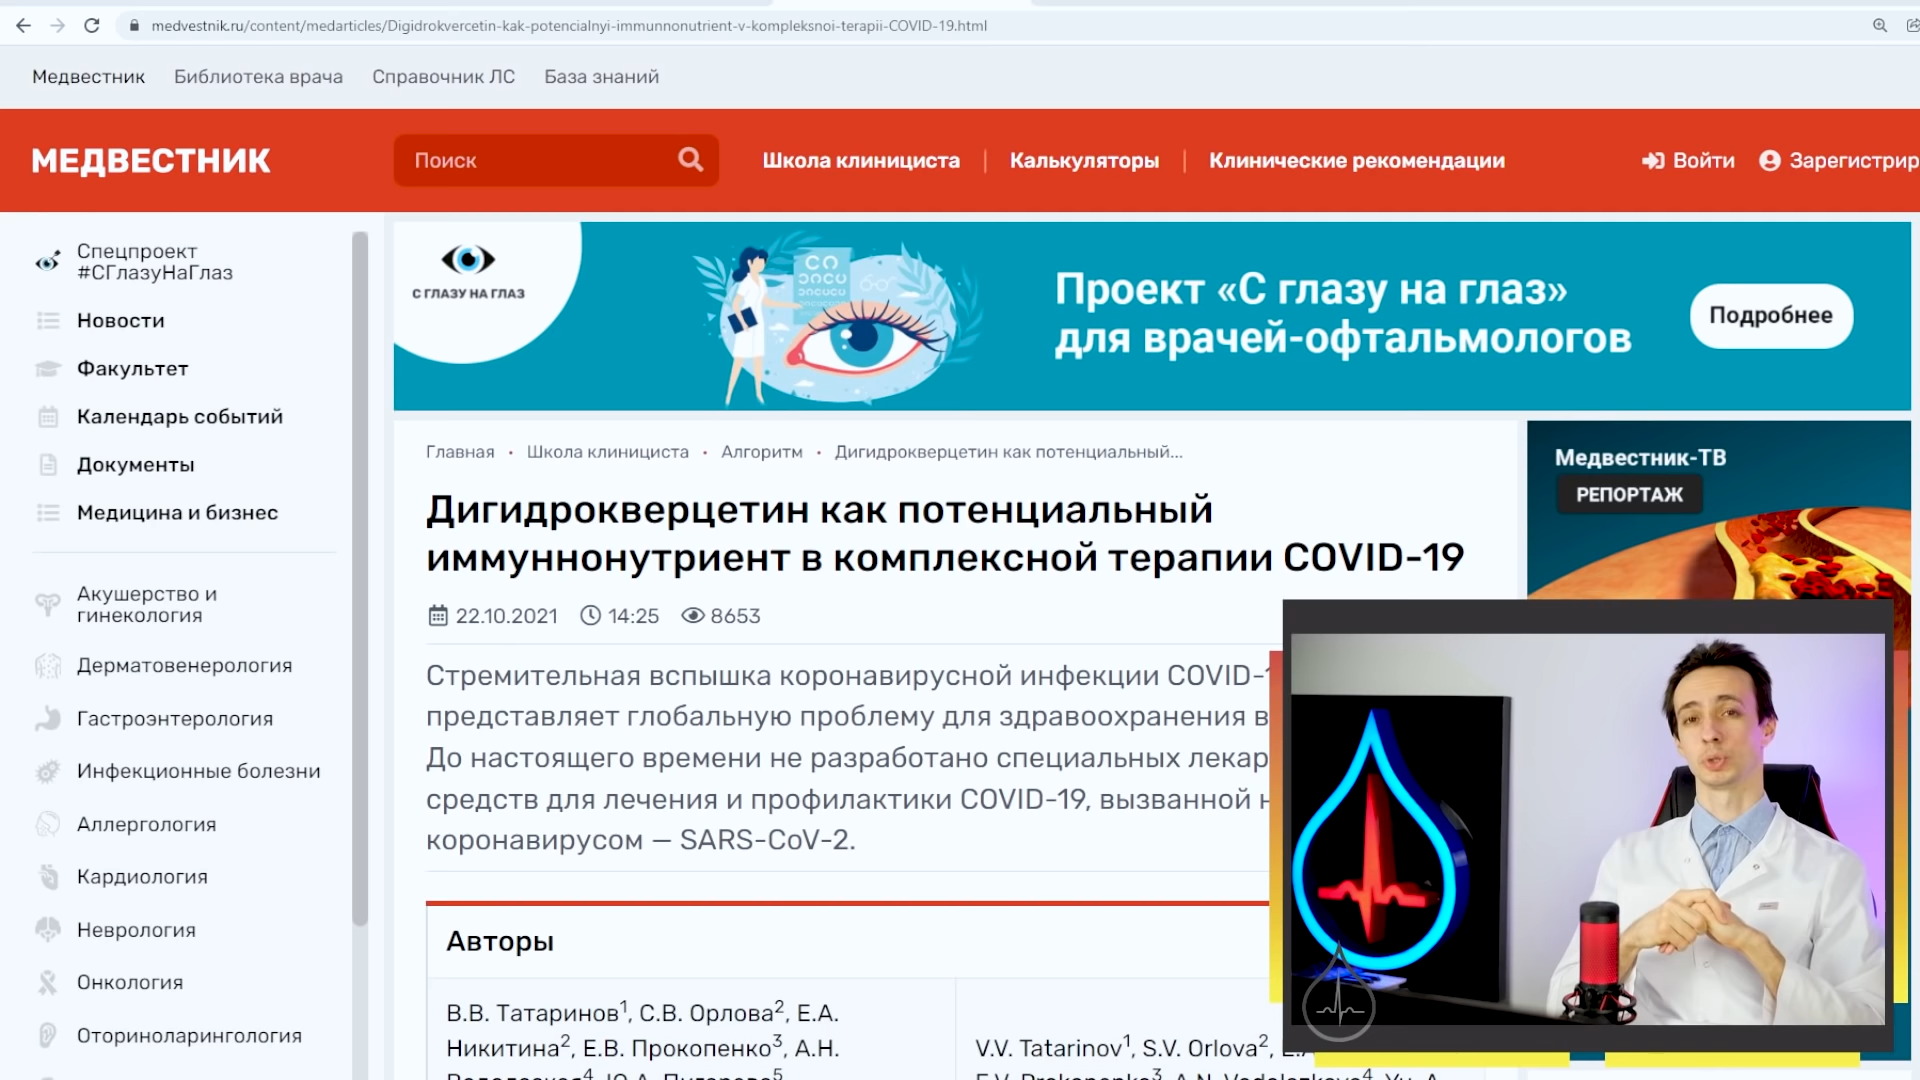 medvestnik.ru/content/medarticles/Digidrokvercetin-kak-potencialnyi-immunnonutrient-v-kompleksnoi-terapii-COVID-19.html
Медвестник Библиотека врача Справочник ЛС База знаний
МЕДВЕСТНИК
Поиск
Школа клинициста | Калькуляторы | Клинические рекомендации
Войти
Зарегистрир
Спецпроект
#СГлазуНаГлаз
Новости
Факультет
Календарь событий
Документы
Медицина и бизнес
Акушерство и
гинекология
Дерматовенерология
Гастроэнтерология
Инфекционные болезни
Аллергология
Кардиология
Неврология
Онкология
Оториноларингология
С ГЛАЗУ НА ГЛАЗ
Проект «С глазу на глаз»
для врачей-офтальмологов
Подробнее
Главная • Школа клинициста • Алгоритм • Дигидрокверцетин как потенциальный...
Дигидрокверцетин как потенциальный
иммуннонутриент в комплексной терапии COVID-19
22.10.2021 14:25 8653
Стремительная вспышка коронавирусной инфекции COVID-1
представляет глобальную проблему для здравоохранения в
До настоящего времени не разработано специальных лекар
средств для лечения и профилактики COVID-19, вызванной
коронавирусом — SARS-CoV-2.
Авторы
В.В. Татаринов1, С.В. Орлова2, Е.А.
Никитина2, Е.В. Прокопенко3, А.Н.
V.V. Tatarinov1, S.V. Orlova2,
Медвестник-ТВ
РЕПОРТАЖ